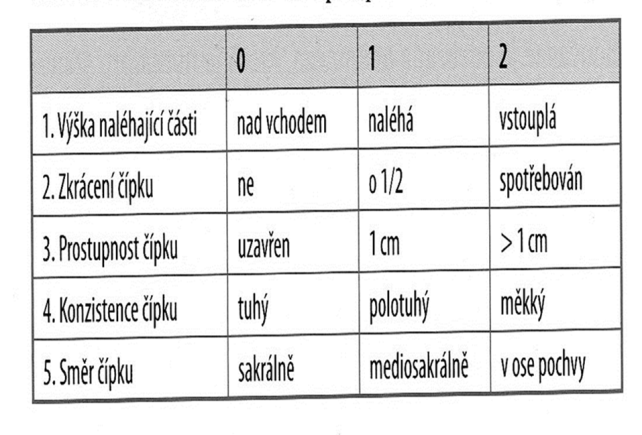 0 1 2
1. Výška naléhající části nad vchodem naléhá vstouplá
2. Zkrácení čípku ne o 1/2 spotřebován
3. Prostupnost čípku uzavřen 1 cm > 1 cm
4. Konzistence čípku tuhý polotuhý měkký
5. Směr čípku sakrálně mediosakrálně v ose pochvy